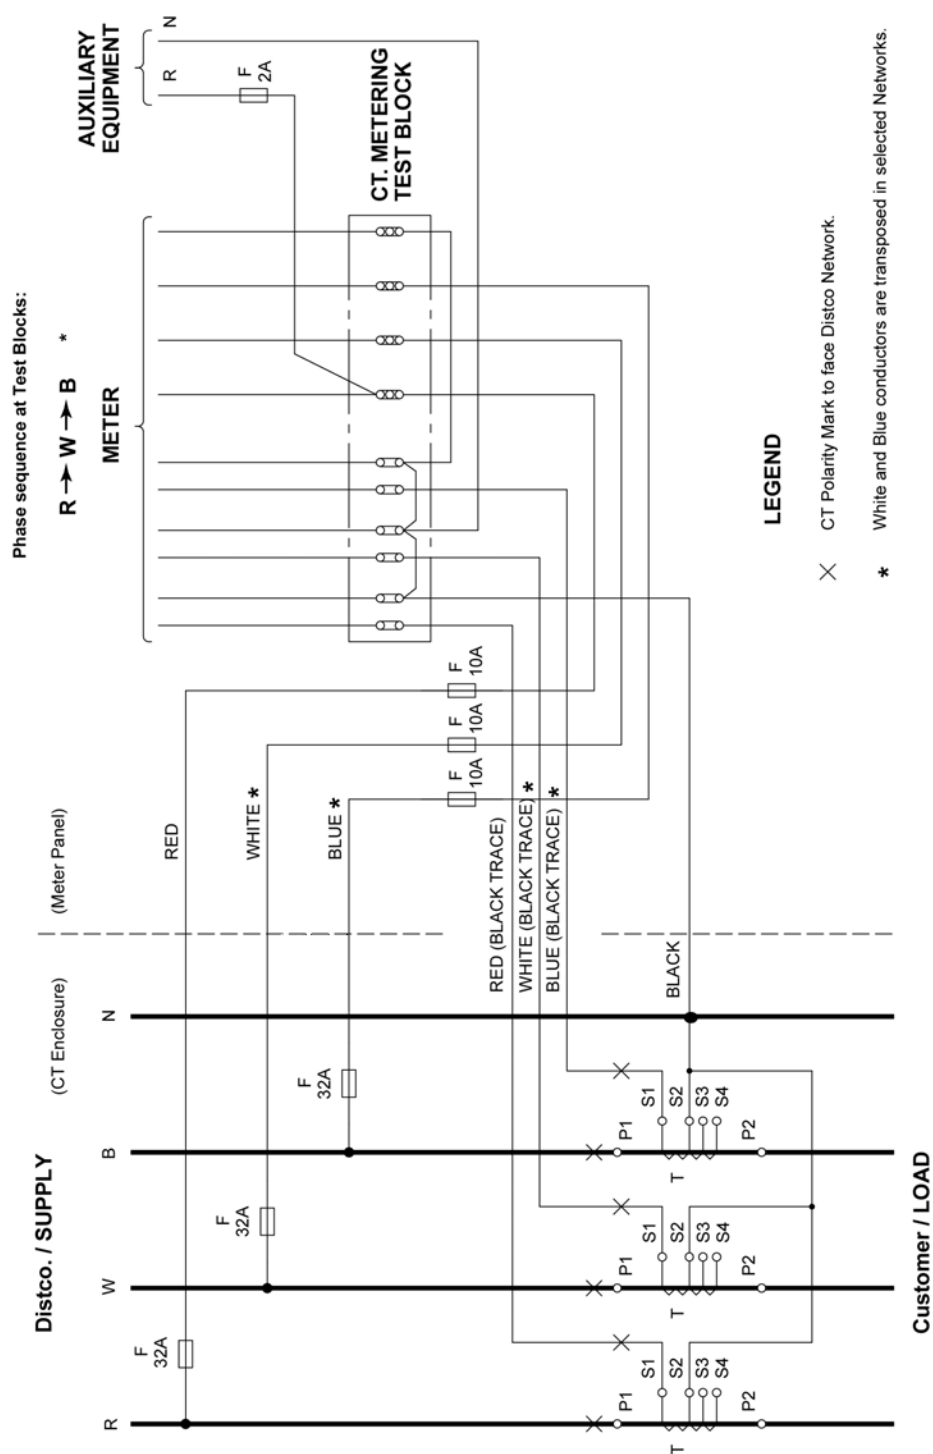 Distco. / SUPPLY
(CT Enclosure)
(Meter Panel)
Phase sequence at Test Blocks:
R W B *
METER
AUXILIARY
EQUIPMENT
R
N
F
2A
CT. METERING
TEST BLOCK
R
W
B
N
F
32A
F
32A
F
32A
RED
WHITE *
BLUE *
F
10A
F
10A
F
10A
RED (BLACK TRACE)
WHITE (BLACK TRACE) *
BLUE (BLACK TRACE) *
BLACK
P1
S1
S2
S3
S4
P2
T
P1
S1
S2
S3
S4
P2
T
P1
S1
S2
S3
S4
P2
T
Customer / LOAD
LEGEND
CT Polarity Mark to face Distco Network.
* White and Blue conductors are transposed in selected Networks.